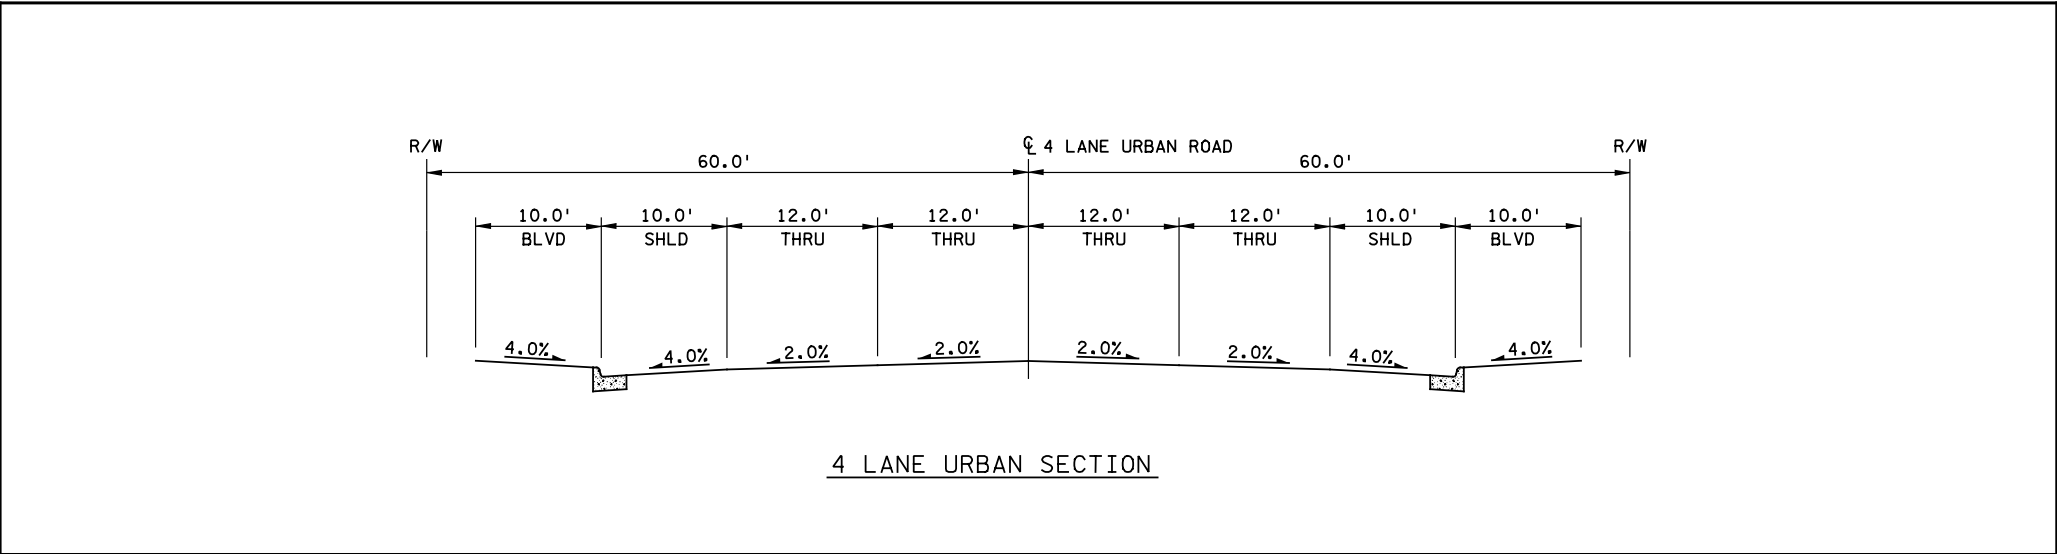 R/W ℄ 4 LANE URBAN ROAD R/W
60.0' 60.0'
10.0' 10.0' 12.0' 12.0' 12.0' 12.0' 10.0' 10.0'
BLVD SHLD THRU THRU THRU THRU SHLD BLVD
4.0% 4.0% 2.0% 2.0% 2.0% 2.0% 4.0% 4.0%
4 LANE URBAN SECTION